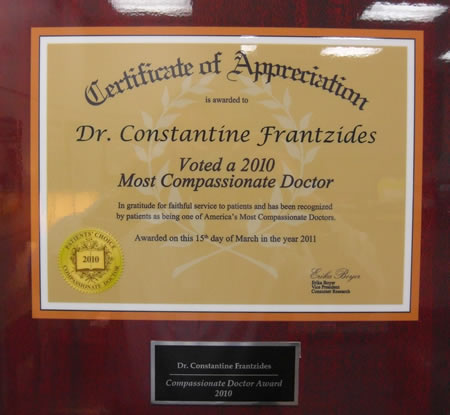 Certificate of Appreciation
is awarded to
Dr. Constantine Frantzides
Voted a 2010
Most Compassionate Doctor
In gratitude for faithful service to patients and has been recognized
by patients as being one of America's Most Compassionate Doctors.
Awarded on this 15th day of March in the year 2011
PATIENTS' CHOICE
2010
COMPASSIONATE DOCTOR
Erika Boyer
Erika Boyer
Vice President
Consumer Research
Dr. Constantine Frantzides
Compassionate Doctor Award
2010